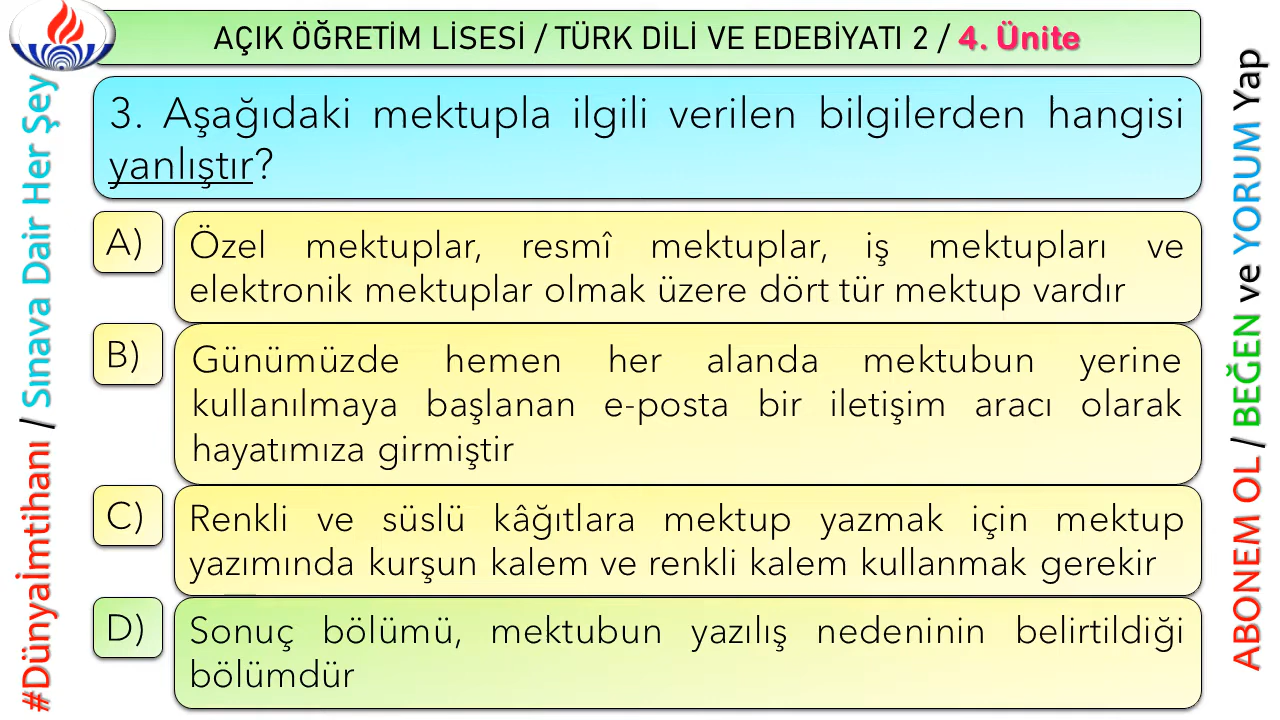 AÇIK ÖĞRETİM LİSESİ / TÜRK DİLİ VE EDEBİYATI 2 / 4. Ünite
3. Aşağıdaki mektupla ilgili verilen bilgilerden hangisi
yanlıştır?
A)
Özel mektuplar, resmî mektuplar, iş mektupları ve
elektronik mektuplar olmak üzere dört tür mektup vardır
B)
Günümüzde hemen her alanda mektubun yerine
kullanılmaya başlanan e-posta bir iletişim aracı olarak
hayatımıza girmiştir
C)
Renkli ve süslü kâğıtlara mektup yazmak için mektup
yazımında kurşun kalem ve renkli kalem kullanmak gerekir
D)
Sonuç bölümü, mektubun yazılış nedeninin belirtildiği
bölümdür
#Dünyaİmtihanı / Sınava Dair Her Şey
ABONEM OL / BEĞEN ve YORUM Yap